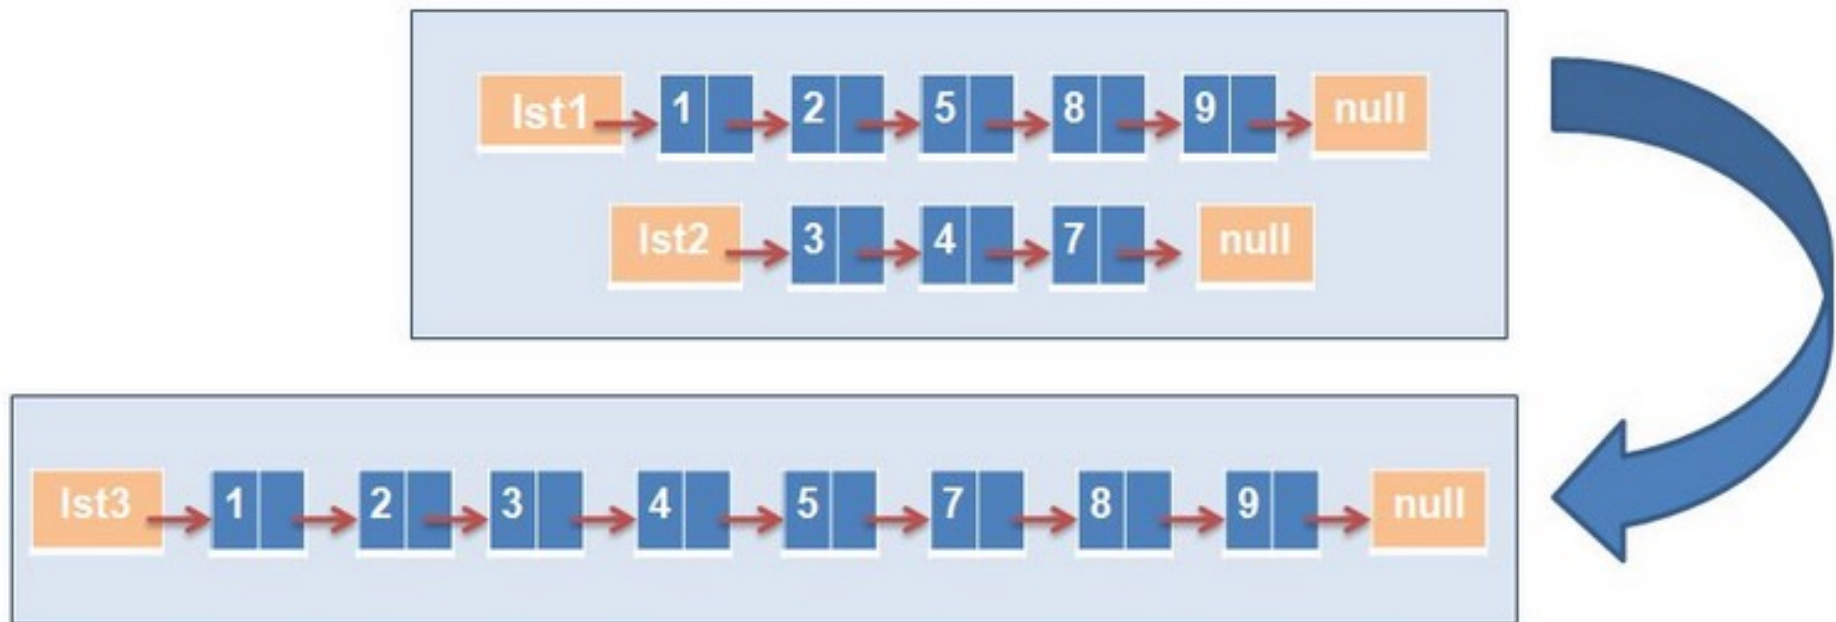 lst1 1 2 5 8 9 null
lst2 3 4 7 null
lst3 1 2 3 4 5 7 8 9 null